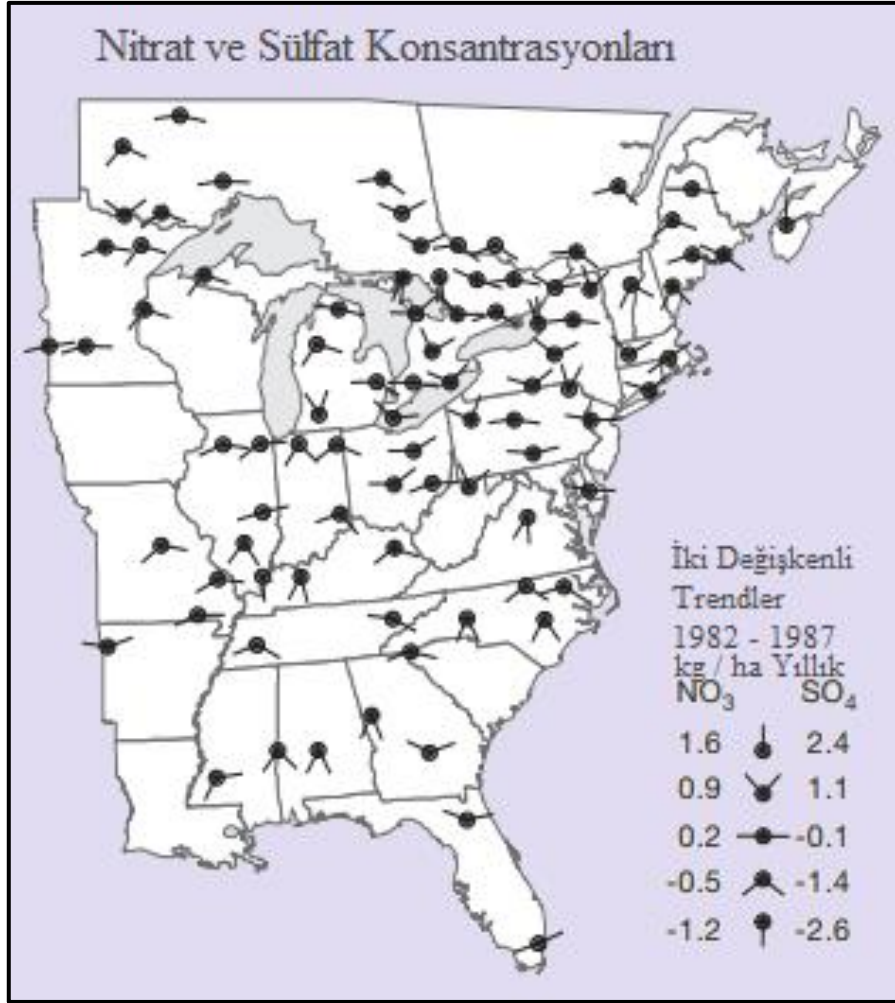 Nitrat ve Sülfat Konsantrasyonları
İki Değişkenli
Trendler
1982 - 1987
kg / ha Yıllık
NO₃ SO₄
1.6 2.4
0.9 1.1
0.2 -0.1
-0.5 -1.4
-1.2 -2.6